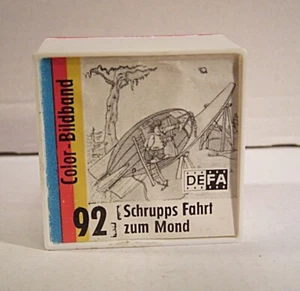 Color-Bildband
DEFA
92 Schrupps Fahrt
zum Mond